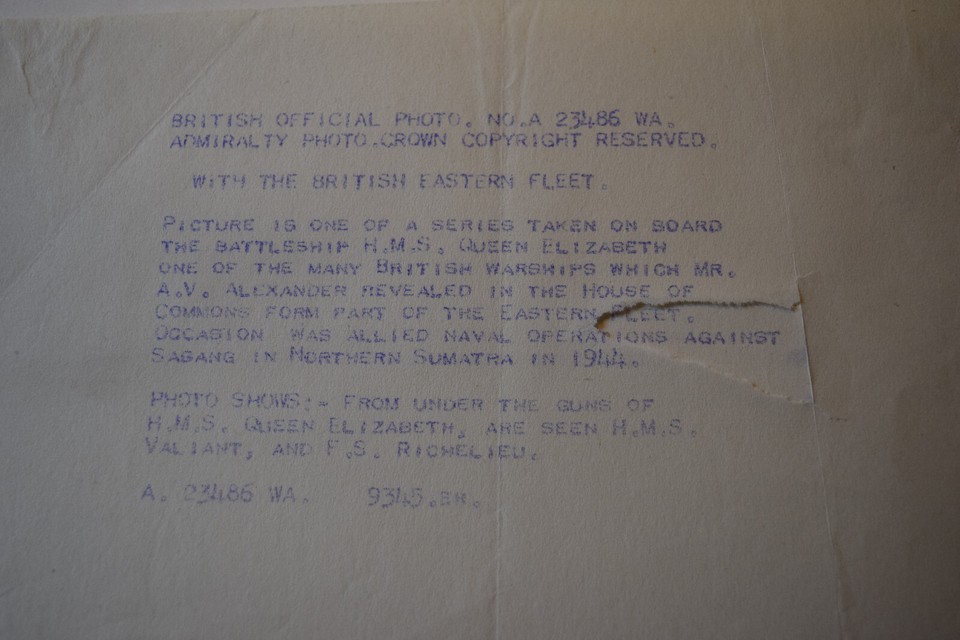 BRITISH OFFICIAL PHOTO. NO.A 23486 WA.
ADMIRALTY PHOTO.CROWN COPYRIGHT RESERVED.
WITH THE BRITISH EASTERN FLEET.
PICTURE IS ONE OF A SERIES TAKEN ON BOARD
THE BATTLESHIP H.M.S. QUEEN ELIZABETH
ONE OF THE MANY BRITISH WARSHIPS WHICH MR.
A.V. ALEXANDER REVEALED IN THE HOUSE OF
COMMONS FORM PART OF THE EASTERN FLEET.
OCCASION WAS ALLIED NAVAL OPERATIONS AGAINST
SAGANG IN NORTHERN SUMATRA IN 1944.
PHOTO SHOWS:- FROM UNDER THE GUNS OF
H.M.S. QUEEN ELIZABETH, ARE SEEN H.M.S.
VALIANT, AND F.S. RICHELIEU.
A. 23486 WA. 9345.EH.